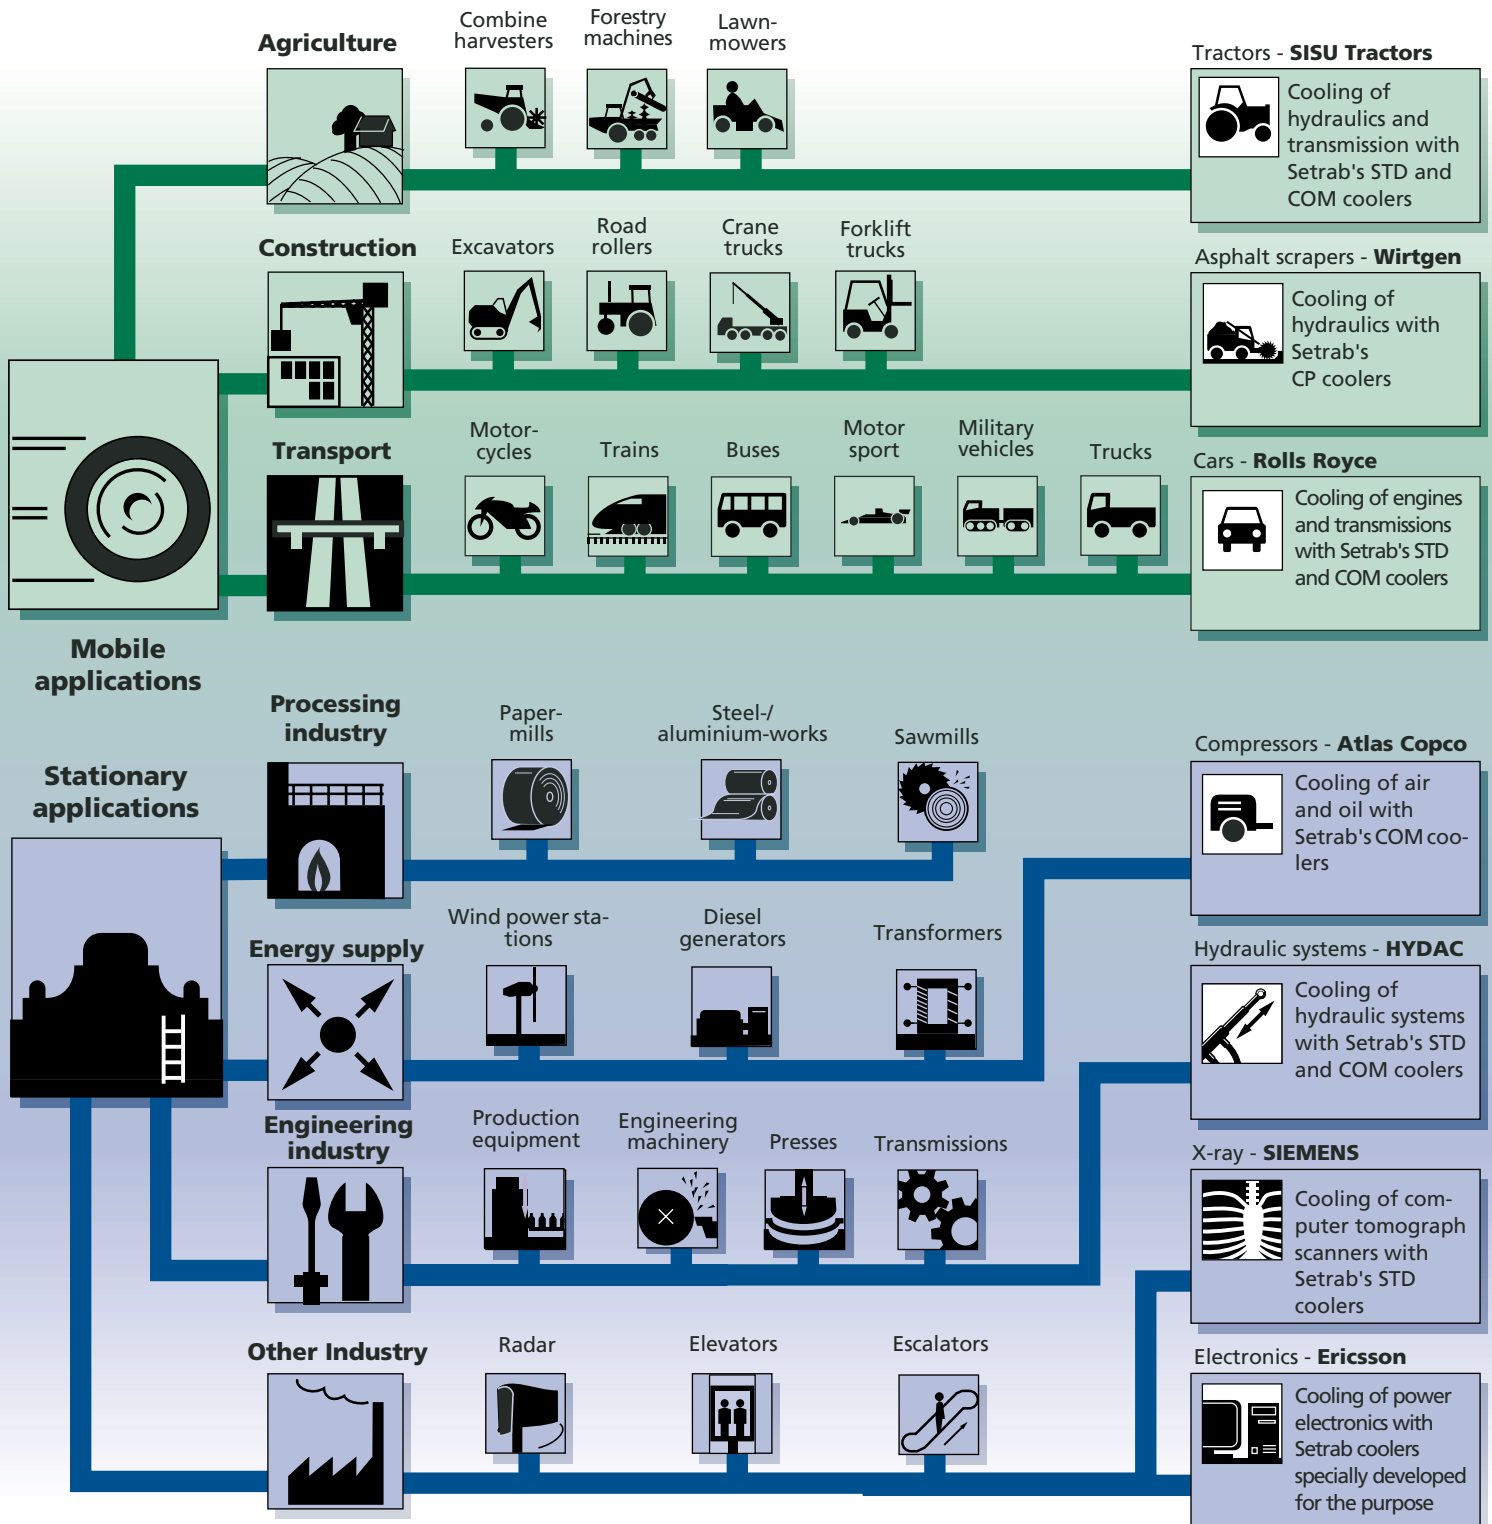 Agriculture
Combine
harvesters
Forestry
machines
Lawn-
mowers
Tractors - SISU Tractors
Cooling of
hydraulics and
transmission with
Setrab's STD and
COM coolers
Construction
Excavators
Road
rollers
Crane
trucks
Forklift
trucks
Asphalt scrapers - Wirtgen
Cooling of
hydraulics with
Setrab's
CP coolers
Transport
Motor-
cycles
Trains
Buses
Motor
sport
Military
vehicles
Trucks
Cars - Rolls Royce
Cooling of engines
and transmissions
with Setrab's STD
and COM coolers
Mobile
applications
Stationary
applications
Processing
industry
Paper-
mills
Steel-/
aluminium-works
Sawmills
Compressors - Atlas Copco
Cooling of air
and oil with
Setrab's COM coo-
lers
Energy supply
Wind power sta-
tions
Diesel
generators
Transformers
Hydraulic systems - HYDAC
Cooling of
hydraulic systems
with Setrab's STD
and COM coolers
Engineering
industry
Production
equipment
Engineering
machinery
Presses
Transmissions
X-ray - SIEMENS
Cooling of com-
puter tomograph
scanners with
Setrab's STD
coolers
Other Industry
Radar
Elevators
Escalators
Electronics - Ericsson
Cooling of power
electronics with
Setrab coolers
specially developed
for the purpose